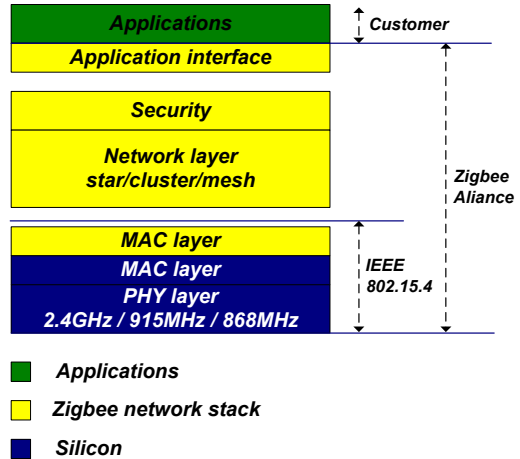 Applications
Customer
Application interface
Security
Network layer
star/cluster/mesh
Zigbee
Aliance
MAC layer
MAC layer
IEEE
802.15.4
PHY layer
2.4GHz / 915MHz / 868MHz
Applications
Zigbee network stack
Silicon